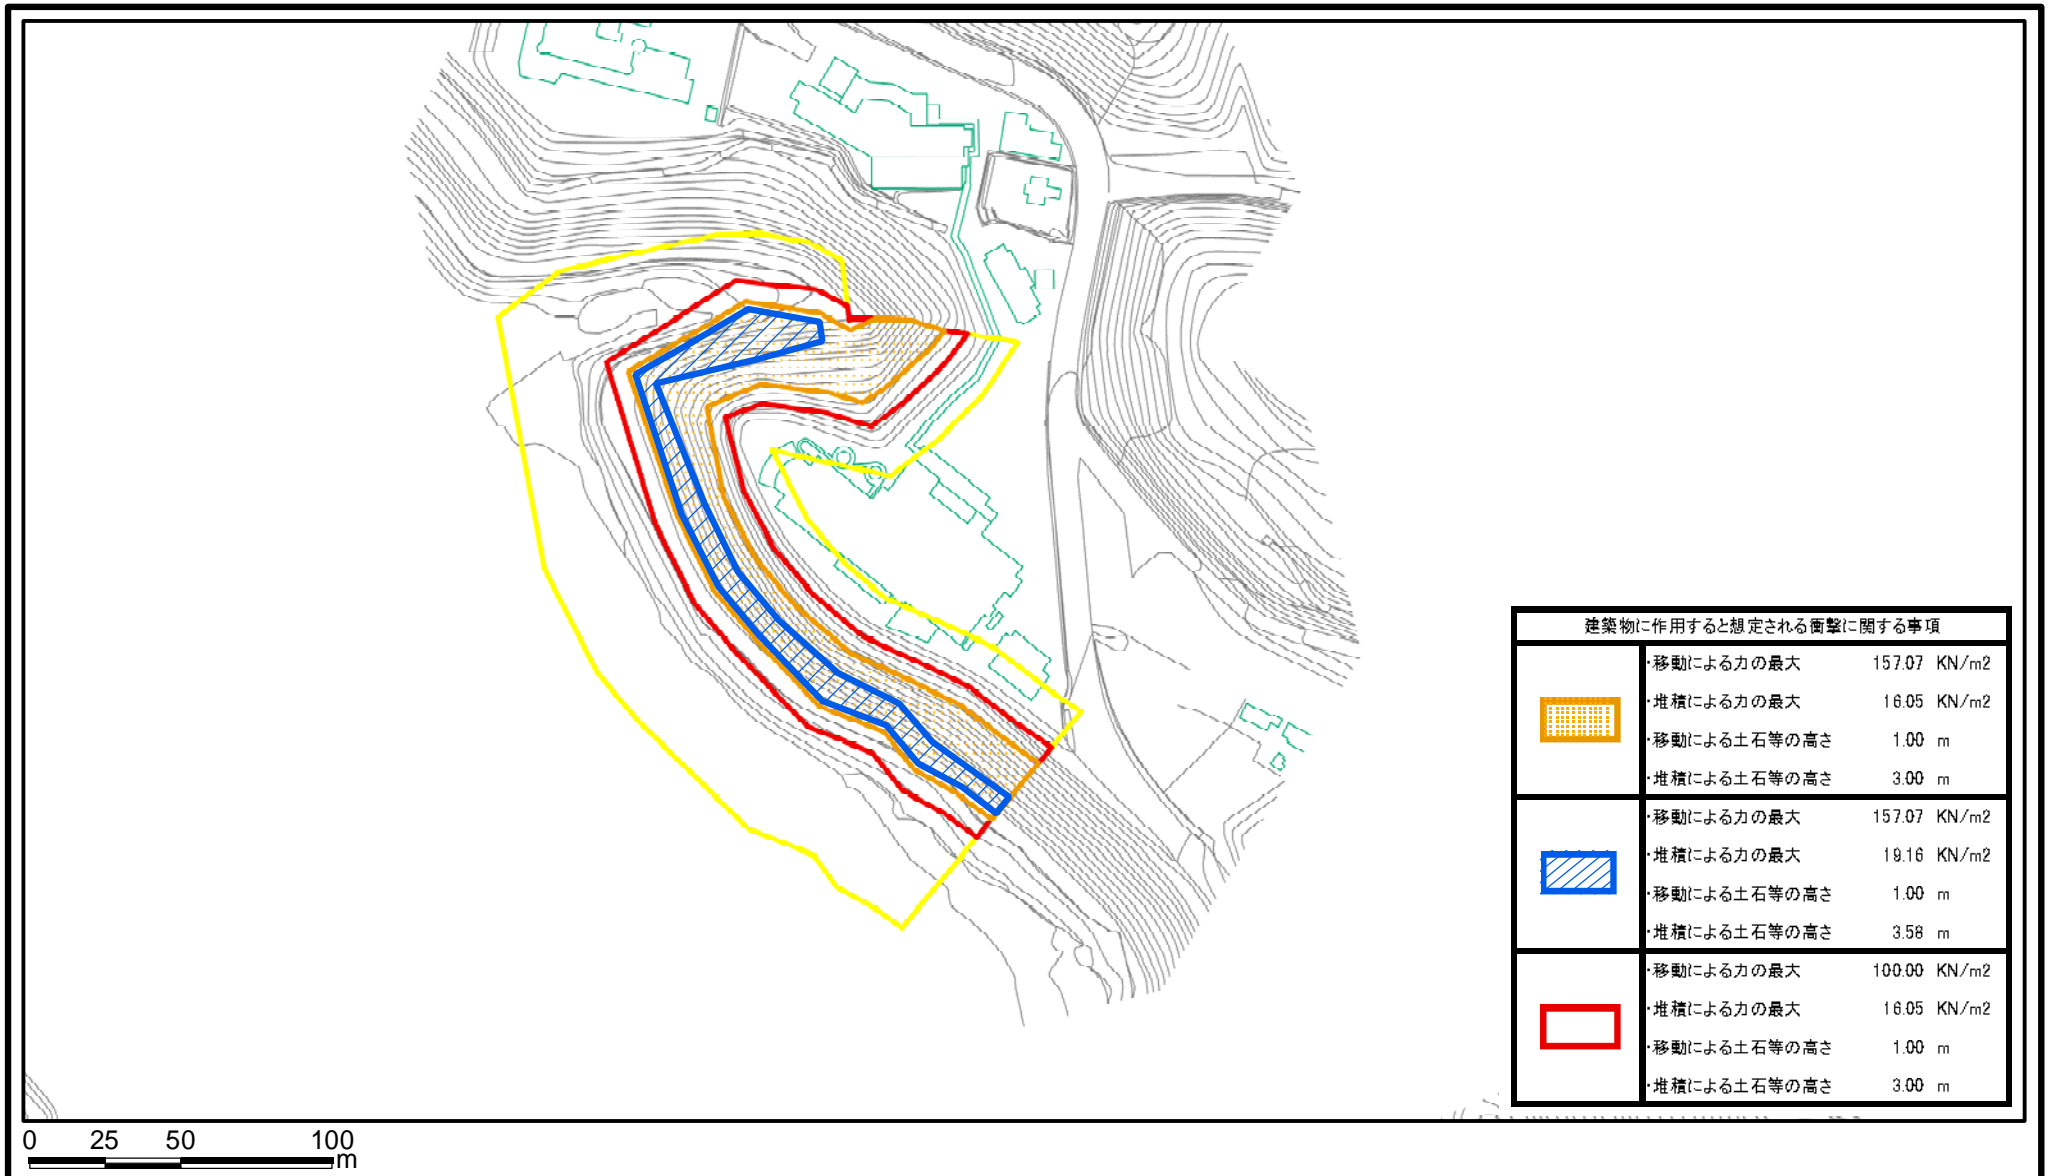 建築物に作用すると想定される衝撃に関する事項
・移動による力の最大 157.07 KN/m2
・堆積による力の最大 16.05 KN/m2
・移動による土石等の高さ 1.00 m
・堆積による土石等の高さ 3.00 m
・移動による力の最大 157.07 KN/m2
・堆積による力の最大 19.16 KN/m2
・移動による土石等の高さ 1.00 m
・堆積による土石等の高さ 3.58 m
・移動による力の最大 100.00 KN/m2
・堆積による力の最大 16.05 KN/m2
・移動による土石等の高さ 1.00 m
・堆積による土石等の高さ 3.00 m
0 25 50 100
m